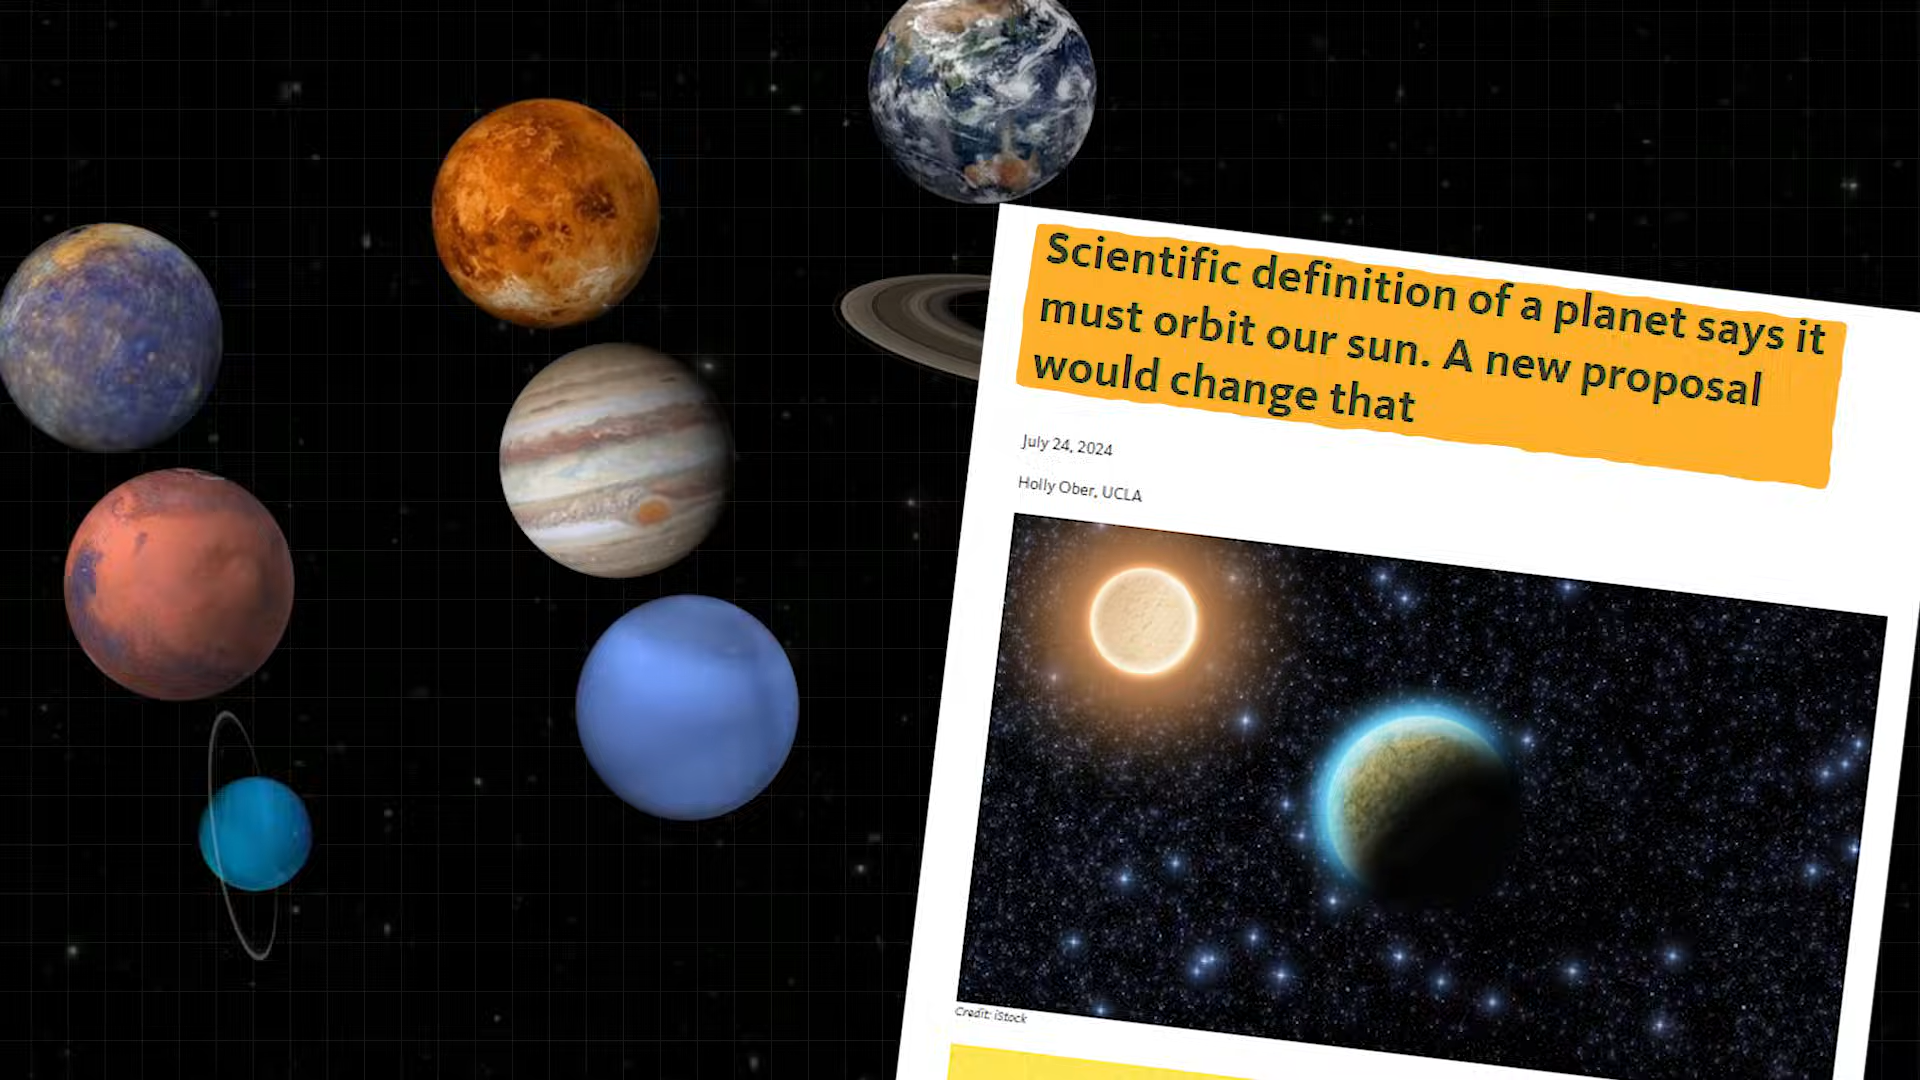 Scientific definition of a planet says it
must orbit our sun. A new proposal
would change that
July 24, 2024
Holly Ober, UCLA
Credit: iStock